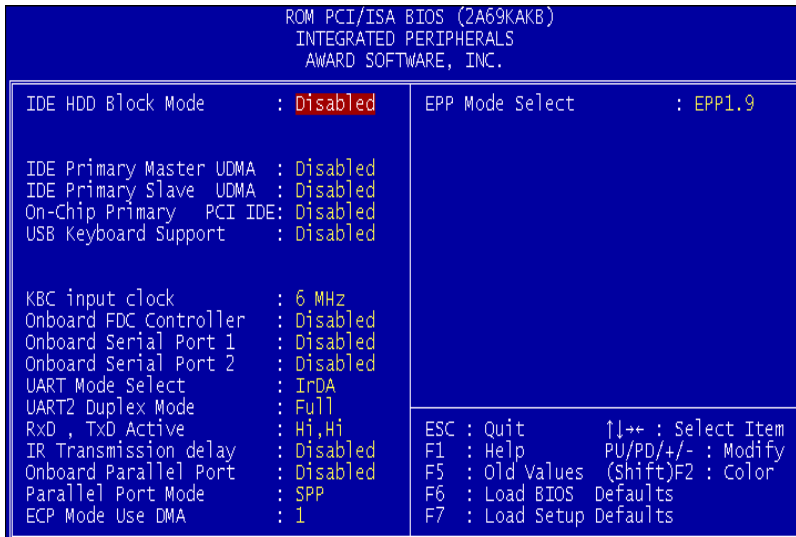 ROM PCI/ISA BIOS (2A69KAKB)
INTEGRATED PERIPHERALS
AWARD SOFTWARE, INC.
IDE HDD Block Mode : Disabled
IDE Primary Master UDMA : Disabled
IDE Primary Slave UDMA : Disabled
On-Chip Primary PCI IDE: Disabled
USB Keyboard Support : Disabled
KBC input clock : 6 MHz
Onboard FDC Controller : Disabled
Onboard Serial Port 1 : Disabled
Onboard Serial Port 2 : Disabled
UART Mode Select : IrDA
UART2 Duplex Mode : Full
RxD , TxD Active : Hi,Hi
IR Transmission delay : Disabled
Onboard Parallel Port : Disabled
Parallel Port Mode : SPP
ECP Mode Use DMA : 1
EPP Mode Select : EPP1.9
ESC : Quit ↑↓→← : Select Item
F1 : Help PU/PD/+/- : Modify
F5 : Old Values (Shift)F2 : Color
F6 : Load BIOS Defaults
F7 : Load Setup Defaults